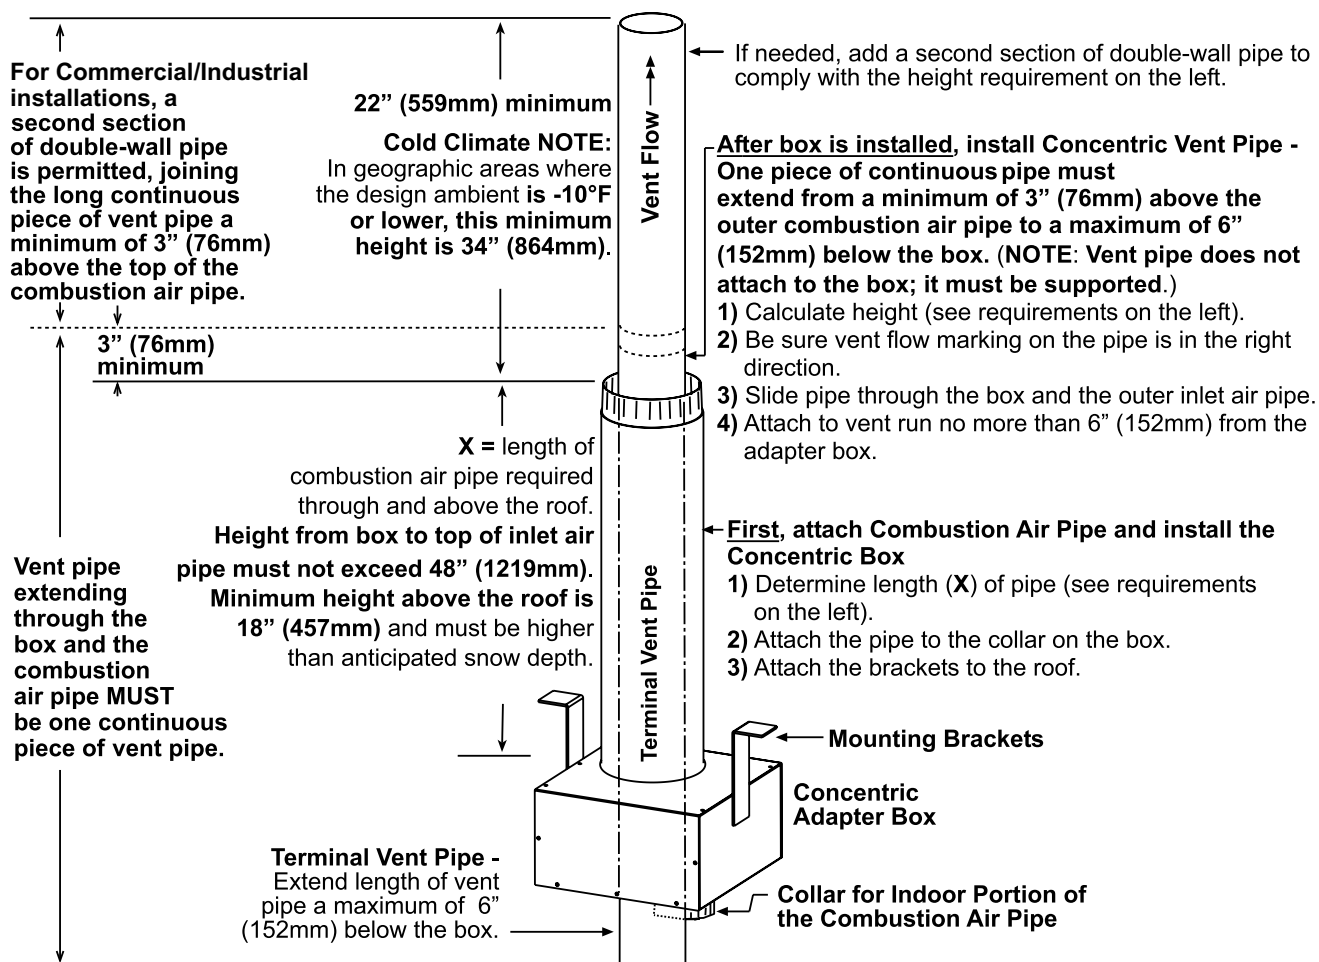 For Commercial/Industrial
installations, a
second section
of double-wall pipe
is permitted, joining
the long continuous
piece of vent pipe a
minimum of 3” (76mm)
above the top of the
combustion air pipe.
22” (559mm) minimum
Cold Climate NOTE:
In geographic areas where
the design ambient is -10°F
or lower, this minimum
height is 34” (864mm).
Vent Flow
If needed, add a second section of double-wall pipe to
comply with the height requirement on the left.
After box is installed, install Concentric Vent Pipe -
One piece of continuous pipe must
extend from a minimum of 3” (76mm) above the
outer combustion air pipe to a maximum of 6”
(152mm) below the box. (NOTE: Vent pipe does not
attach to the box; it must be supported.)
1) Calculate height (see requirements on the left).
2) Be sure vent flow marking on the pipe is in the right
direction.
3) Slide pipe through the box and the outer inlet air pipe.
4) Attach to vent run no more than 6” (152mm) from the
adapter box.
3” (76mm)
minimum
X = length of
combustion air pipe required
through and above the roof.
Height from box to top of inlet air
pipe must not exceed 48” (1219mm).
Minimum height above the roof is
18” (457mm) and must be higher
than anticipated snow depth.
Vent pipe
extending
through the
box and the
combustion
air pipe MUST
be one continuous
piece of vent pipe.
Terminal Vent Pipe
First, attach Combustion Air Pipe and install the
Concentric Box
1) Determine length (X) of pipe (see requirements
on the left).
2) Attach the pipe to the collar on the box.
3) Attach the brackets to the roof.
Mounting Brackets
Concentric
Adapter Box
Terminal Vent Pipe -
Extend length of vent
pipe a maximum of 6”
(152mm) below the box.
Collar for Indoor Portion of
the Combustion Air Pipe